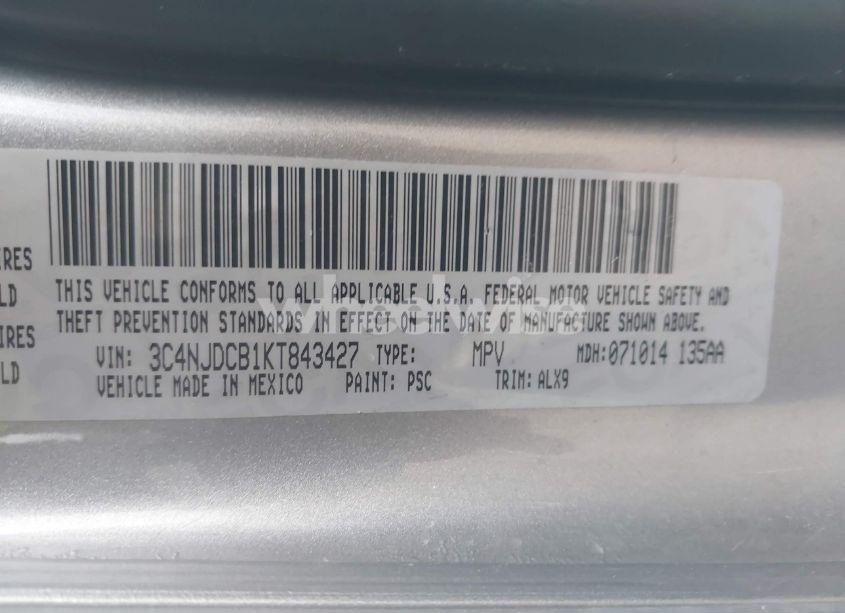 IRES
LD
IRES
LD
THIS VEHICLE CONFORMS TO ALL APPLICABLE U.S.A. FEDERAL MOTOR VEHICLE SAFETY AND
THEFT PREVENTION STANDARDS IN EFFECT ON THE DATE OF MANUFACTURE SHOWN ABOVE.
VIN: 3C4NJDCB1KT843427 TYPE: MPV MDH:071014 135AA
VEHICLE MADE IN MEXICO PAINT: PSC TRIM: ALX9